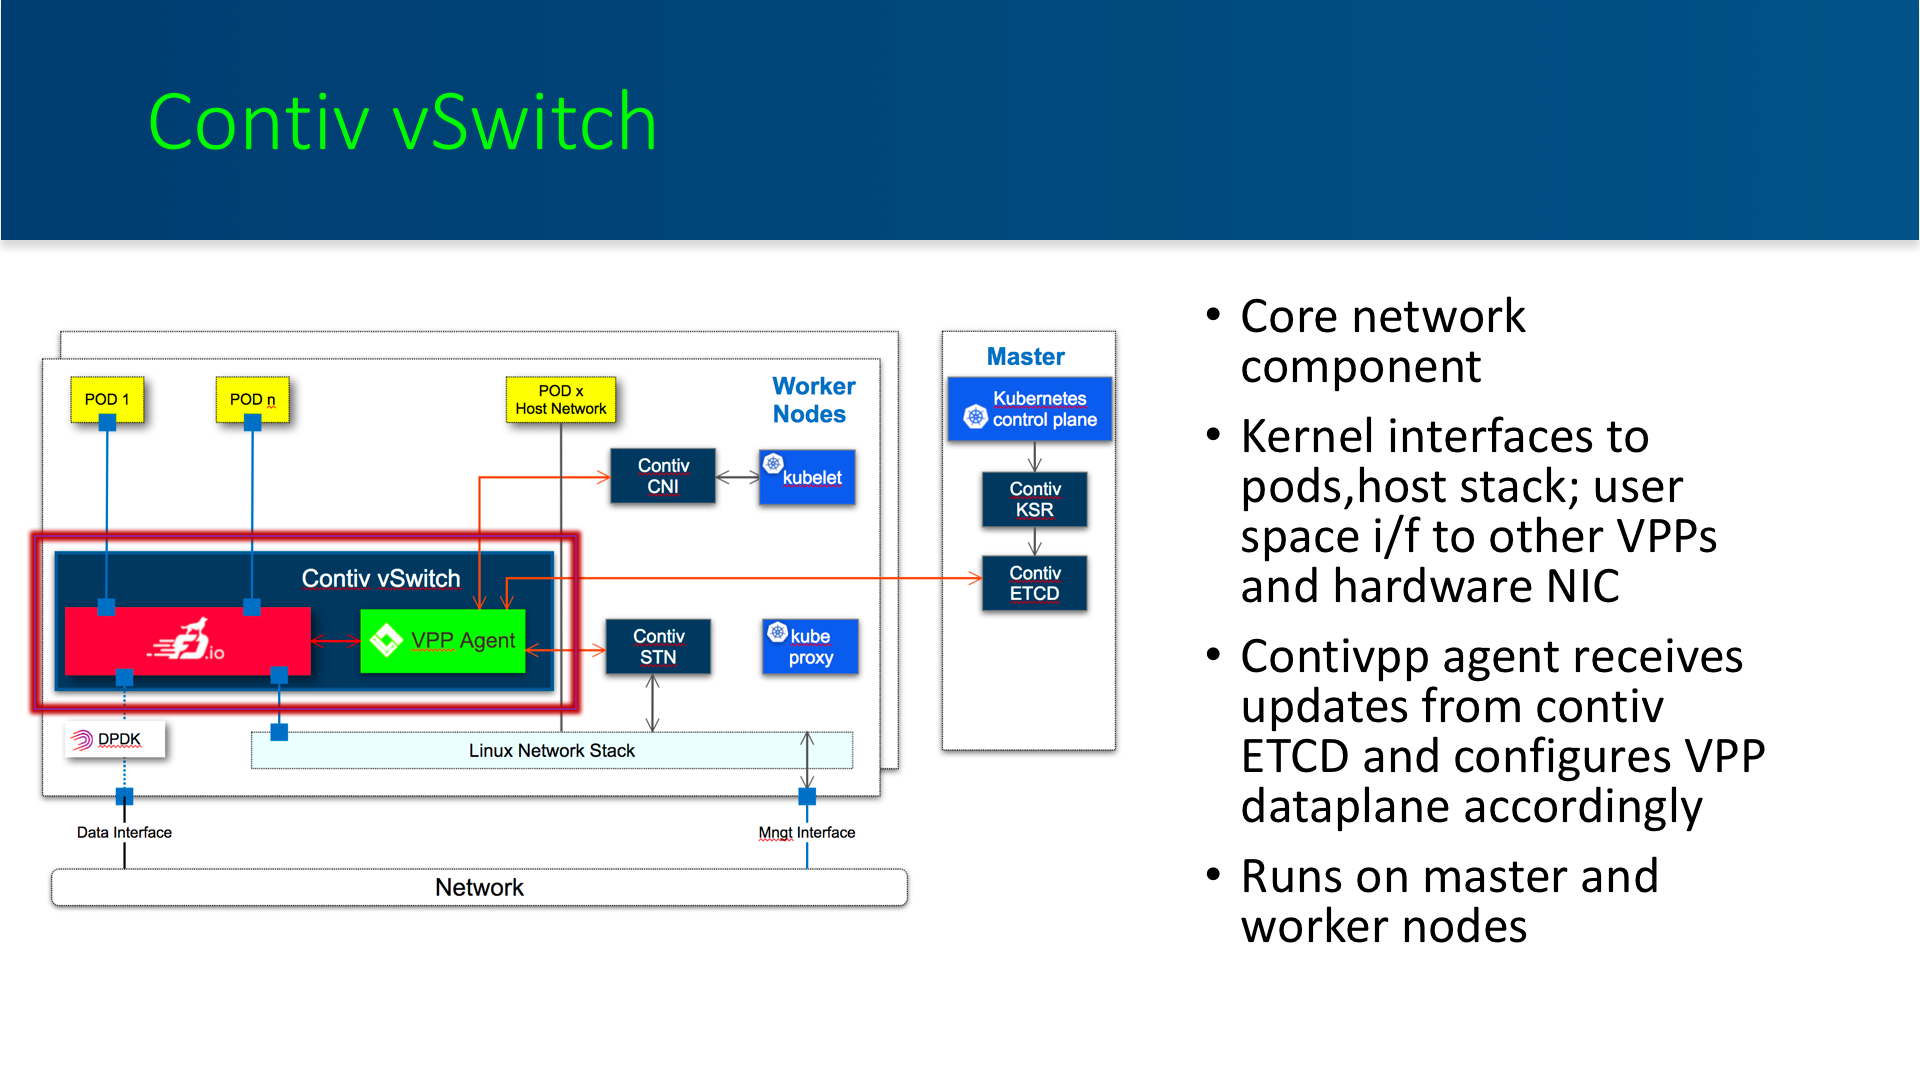 Contiv vSwitch
Worker
Nodes
POD 1
POD n
POD x
Host Network
Contiv
CNI
kubelet
Contiv vSwitch
.io
VPP Agent
Contiv
STN
kube
proxy
DPDK
Linux Network Stack
Data Interface
Mngt Interface
Network
Master
Kubernetes
control plane
Contiv
KSR
Contiv
ETCD
• Core network
component
• Kernel interfaces to
pods,host stack; user
space i/f to other VPPs
and hardware NIC
• Contivpp agent receives
updates from contiv
ETCD and configures VPP
dataplane accordingly
• Runs on master and
worker nodes